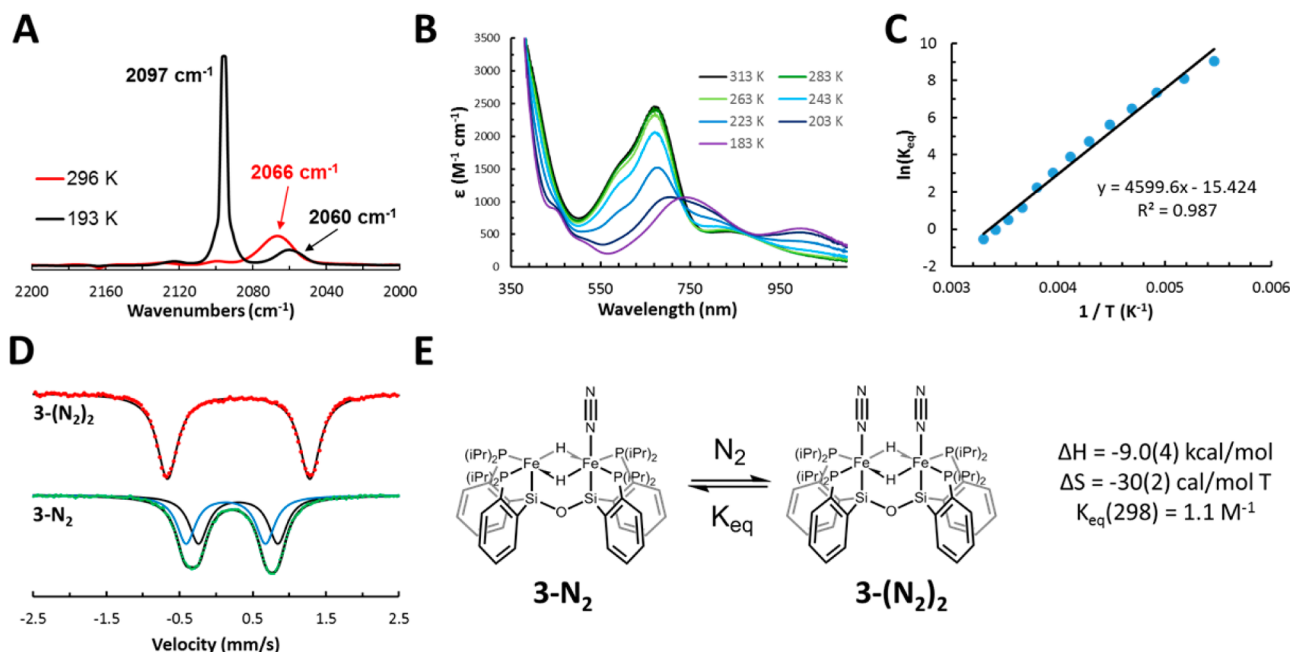 A
2097 cm-1
2066 cm-1
2060 cm-1
296 K
193 K
2200 2160 2120 2080 2040 2000
Wavenumbers (cm-1)
B
3500
3000
2500
2000
1500
1000
500
0
ε (M-1 cm-1)
313 K 283 K
263 K 243 K
223 K 203 K
183 K
350 550 750 950
Wavelength (nm)
C
10
8
6
4
2
0
-2
ln(Keq)
y = 4599.6x - 15.424
R² = 0.987
0.003 0.004 0.005 0.006
1 / T (K-1)
D
3-(N2)2
3-N2
-2.5 -1.5 -0.5 0.5 1.5 2.5
Velocity (mm/s)
E
N
N
(iPr)2P H P(iPr)2
Fe Fe
(iPr)2P H P(iPr)2
Si Si
O
3-N2
N2
Keq
N N
N N
(iPr)2P H P(iPr)2
Fe Fe
(iPr)2P H P(iPr)2
Si Si
O
3-(N2)2
ΔH = -9.0(4) kcal/mol
ΔS = -30(2) cal/mol T
Keq(298) = 1.1 M-1